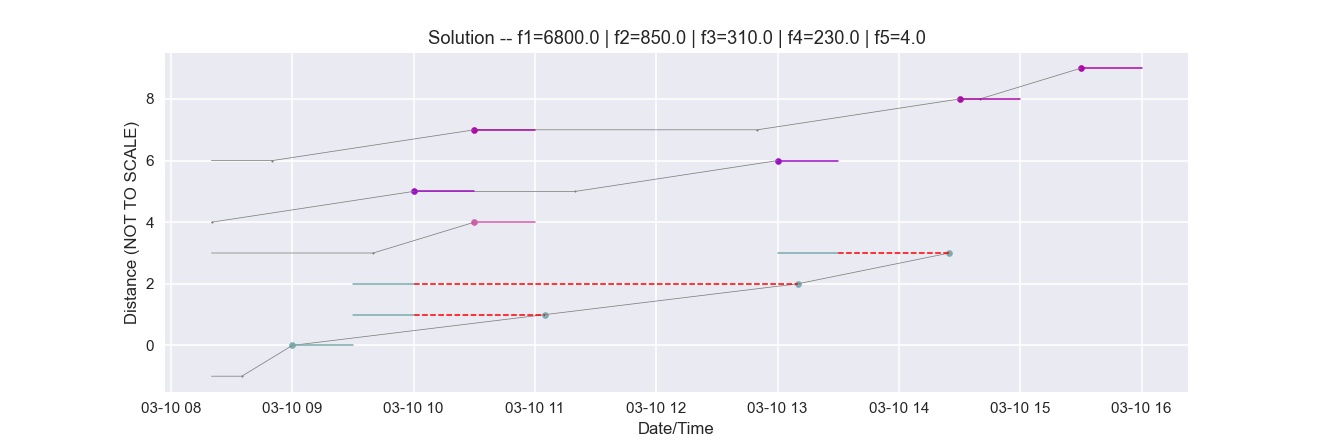 Solution -- f1=6800.0 | f2=850.0 | f3=310.0 | f4=230.0 | f5=4.0
Distance (NOT TO SCALE)
8
6
4
2
0
03-10 08 03-10 09 03-10 10 03-10 11 03-10 12 03-10 13 03-10 14 03-10 15 03-10 16
Date/Time